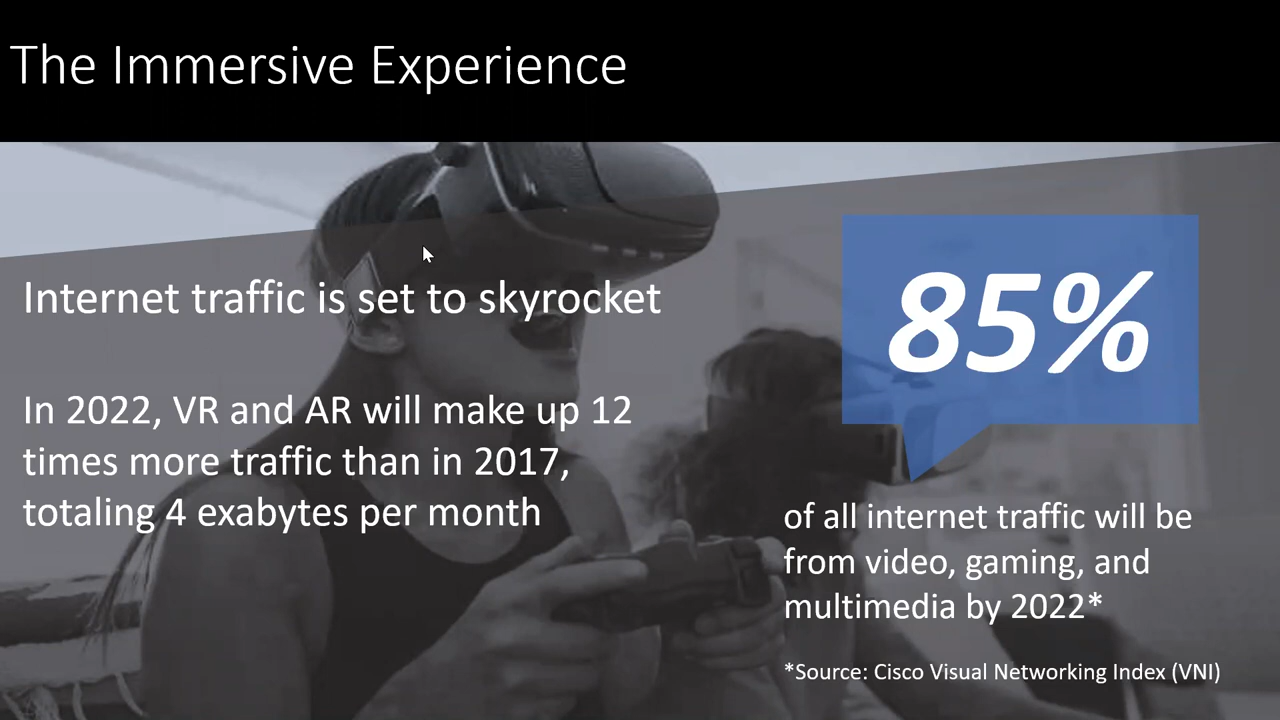 The Immersive Experience
Internet traffic is set to skyrocket
In 2022, VR and AR will make up 12
times more traffic than in 2017,
totaling 4 exabytes per month
85%
of all internet traffic will be
from video, gaming, and
multimedia by 2022*
*Source: Cisco Visual Networking Index (VNI)